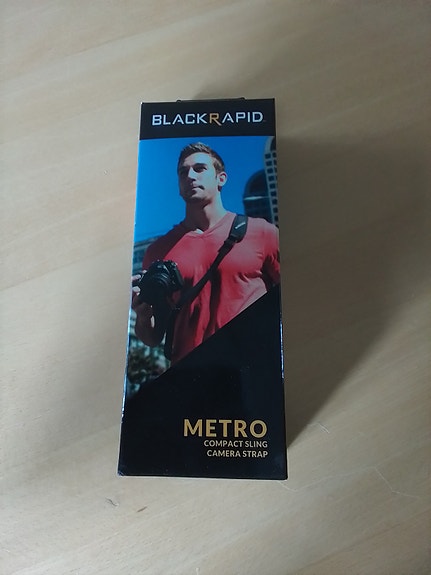 BLACKRAPID
METRO
COMPACT SLING
CAMERA STRAP